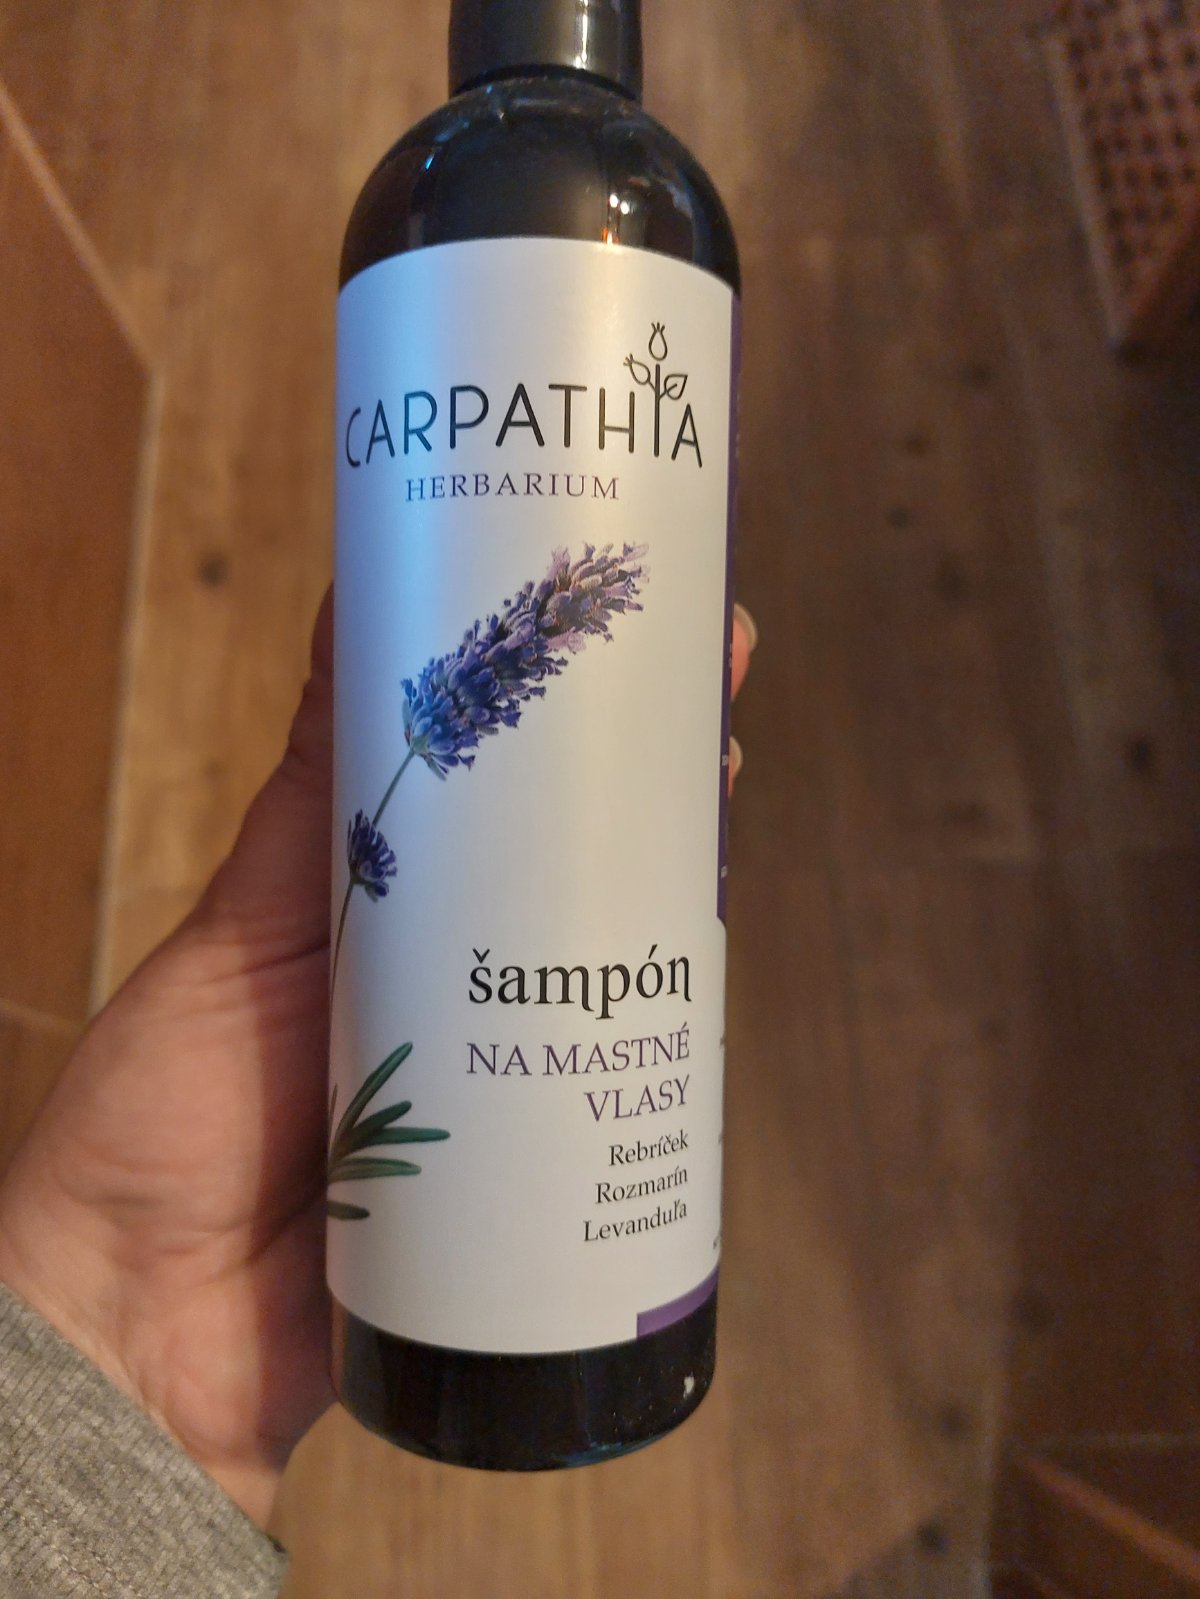 CARPATHIA
HERBARIUM
šampón
NA MASTNÉ
VLASY
Rebríček
Rozmarín
Levanduľa